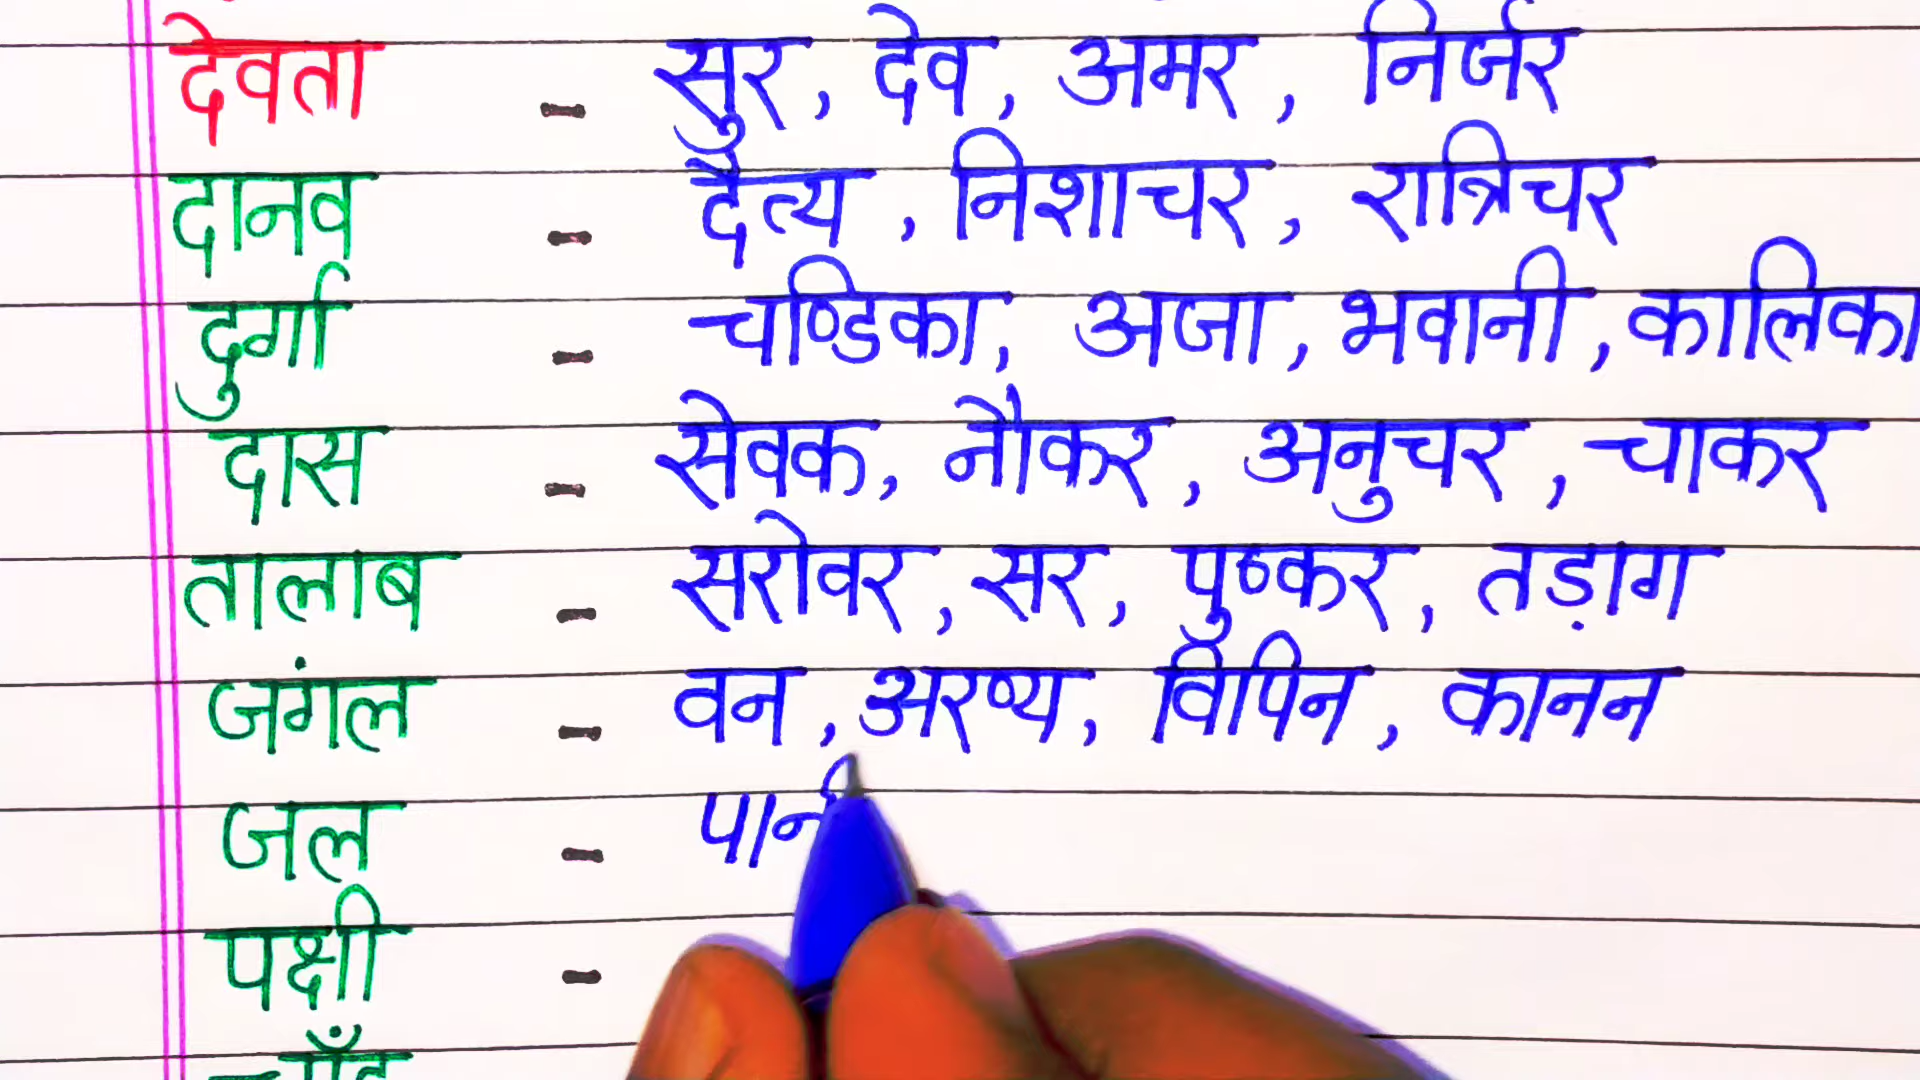 देवता - सुर, देव, अमर, निर्जर
दानव - दैत्य, निशाचर, रात्रिचर
दुर्गा - चण्डिका, अजा, भवानी, कालिका
दास - सेवक, नौकर, अनुचर, चाकर
तालाब - सरोवर, सर, पुष्कर, तड़ाग
जंगल - वन, अरण्य, विपिन, कानन
जल -
पक्षी -